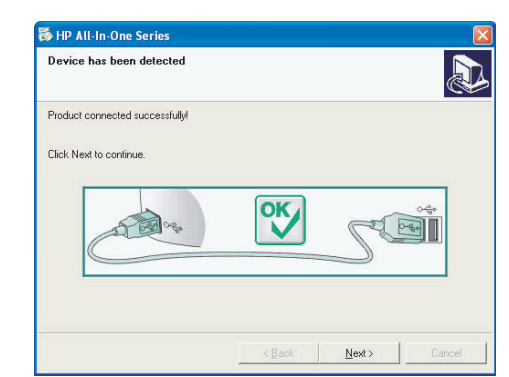 HP All-In-One Series
Device has been detected
Product connected successfully!
Click Next to continue.
OK
< Back
Next >
Cancel